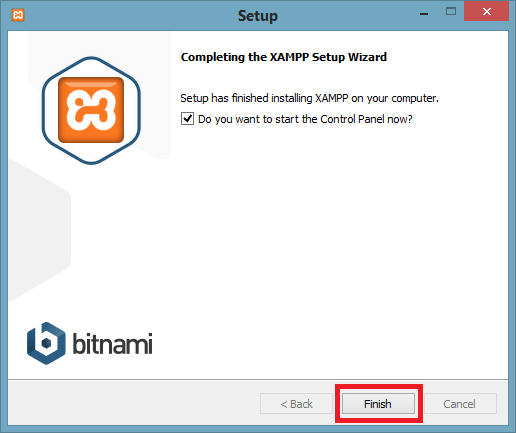 Setup
Completing the XAMPP Setup Wizard
Setup has finished installing XAMPP on your computer.
Do you want to start the Control Panel now?
bitnami
< Back
Finish
Cancel